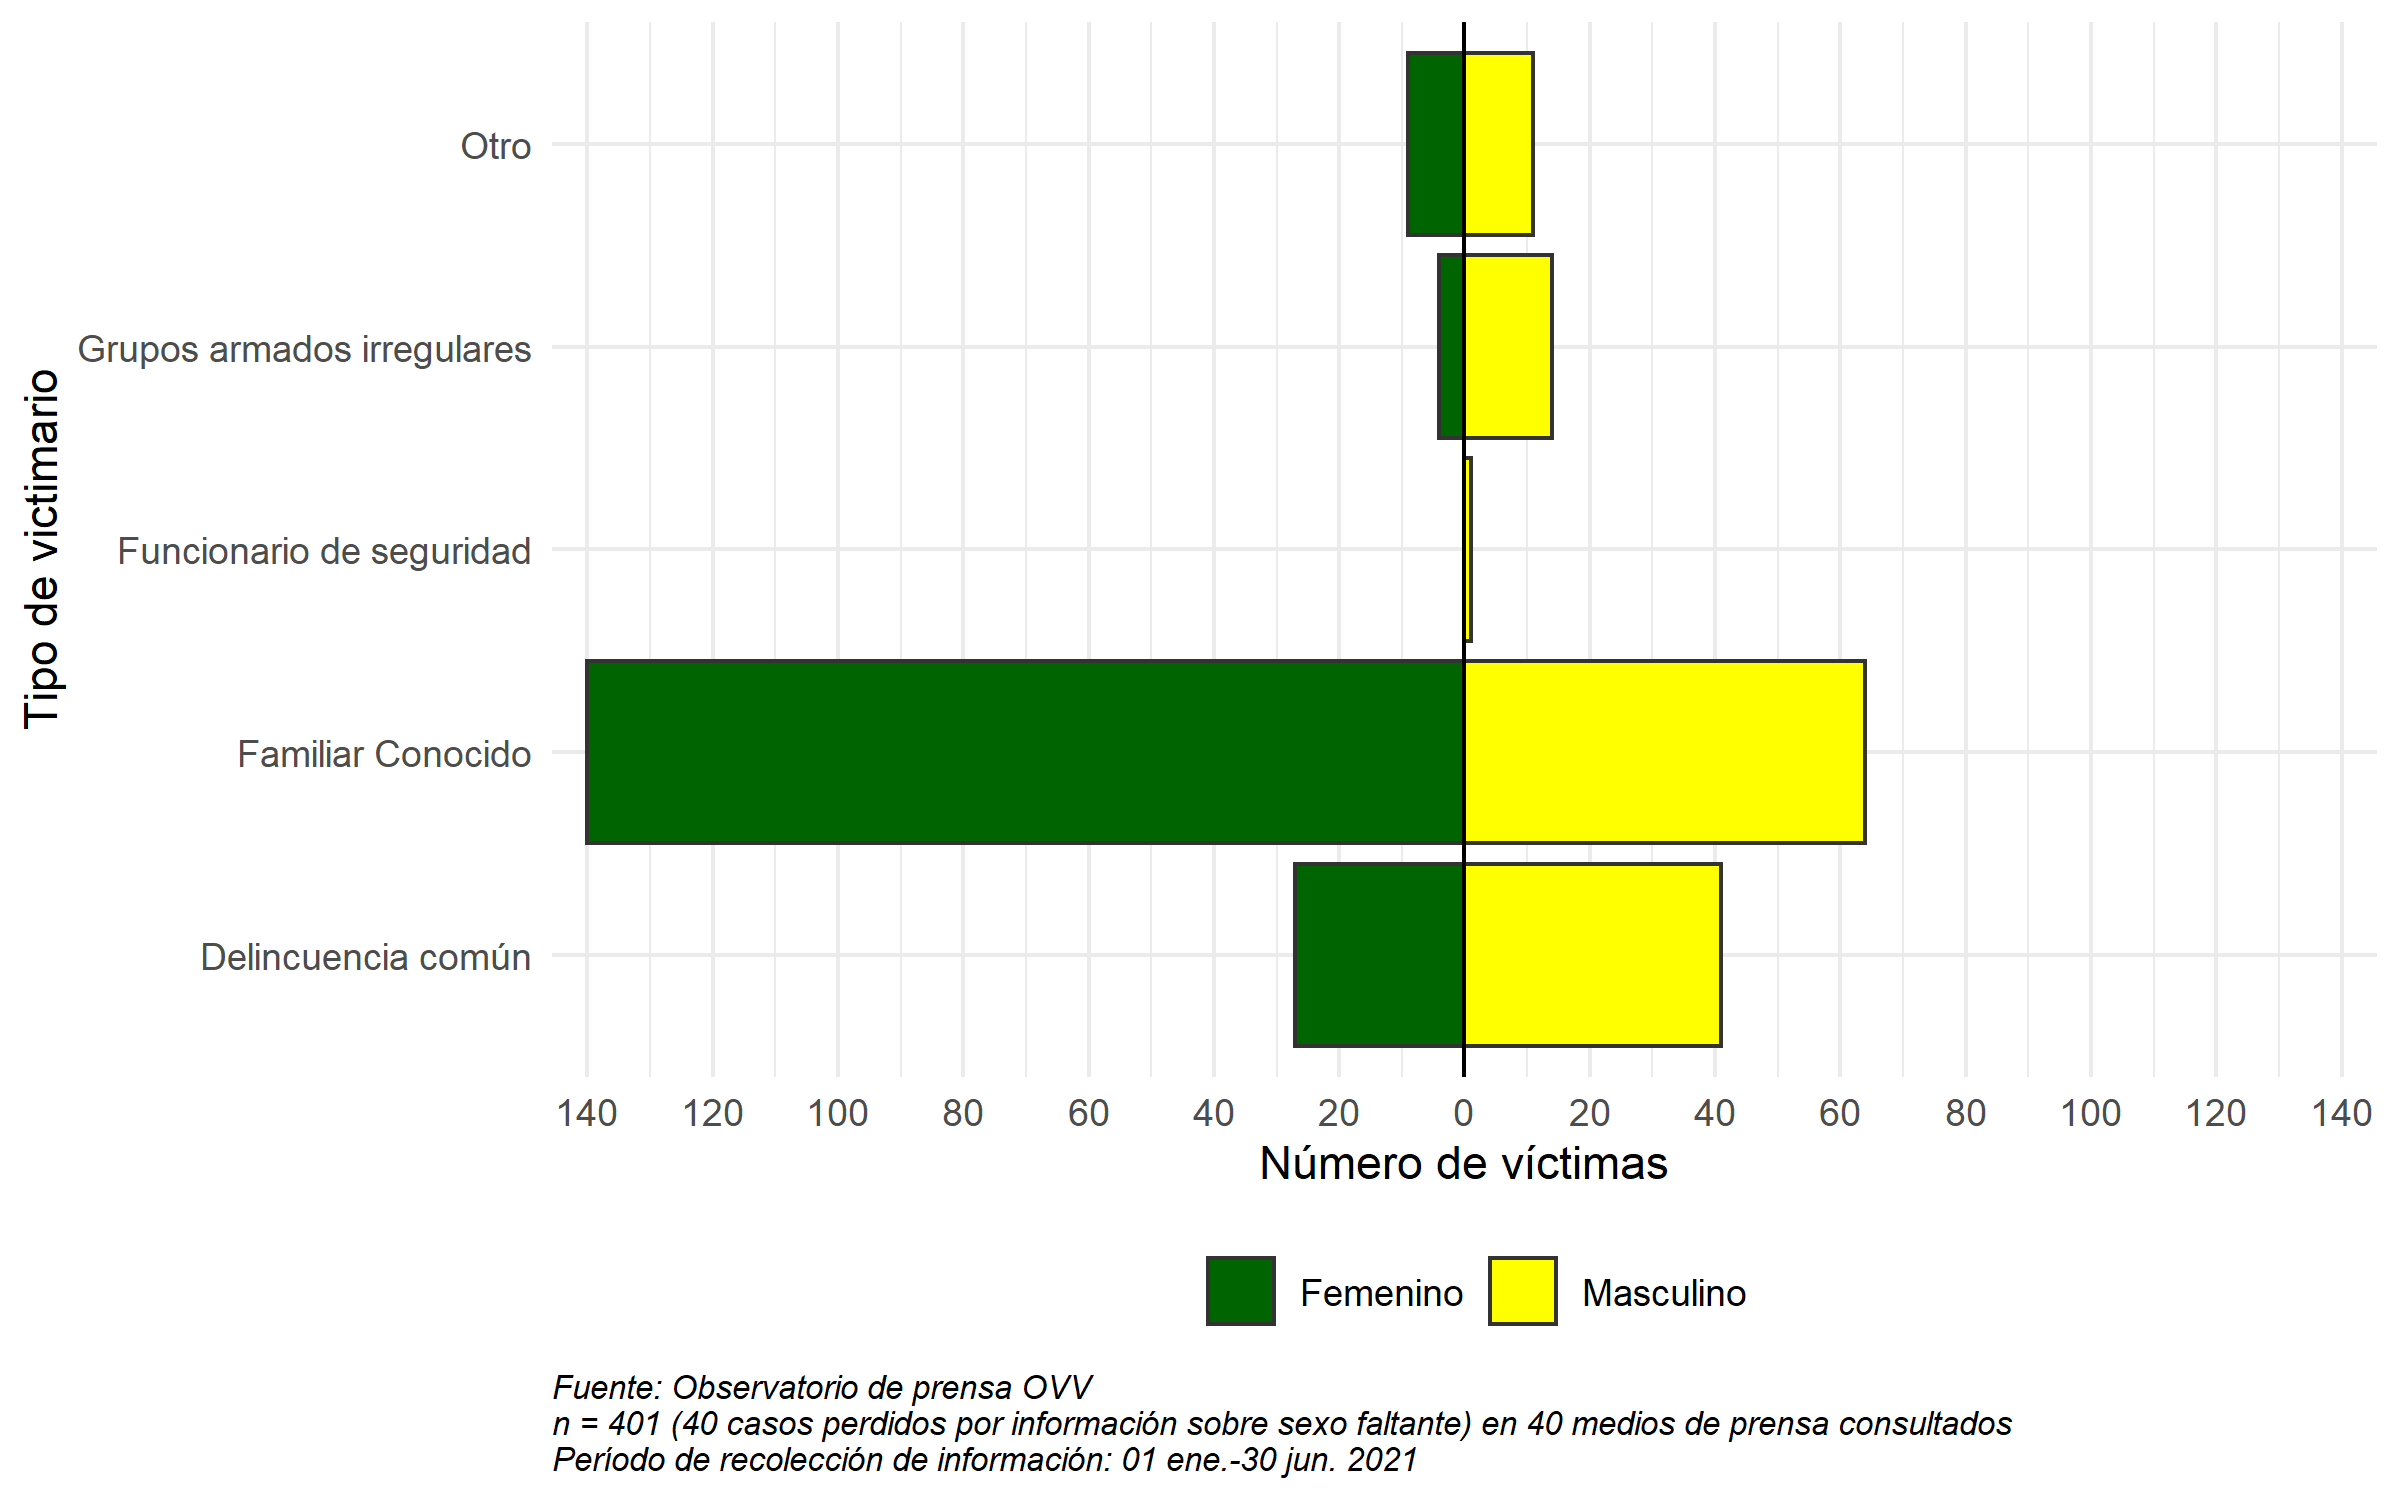 Otro
Grupos armados irregulares
Funcionario de seguridad
Familiar Conocido
Delincuencia común
Tipo de victimario
140 120 100 80 60 40 20 0 20 40 60 80 100 120 140
Número de víctimas
Femenino Masculino
Fuente: Observatorio de prensa OVV
n = 401 (40 casos perdidos por información sobre sexo faltante) en 40 medios de prensa consultados
Período de recolección de información: 01 ene.-30 jun. 2021